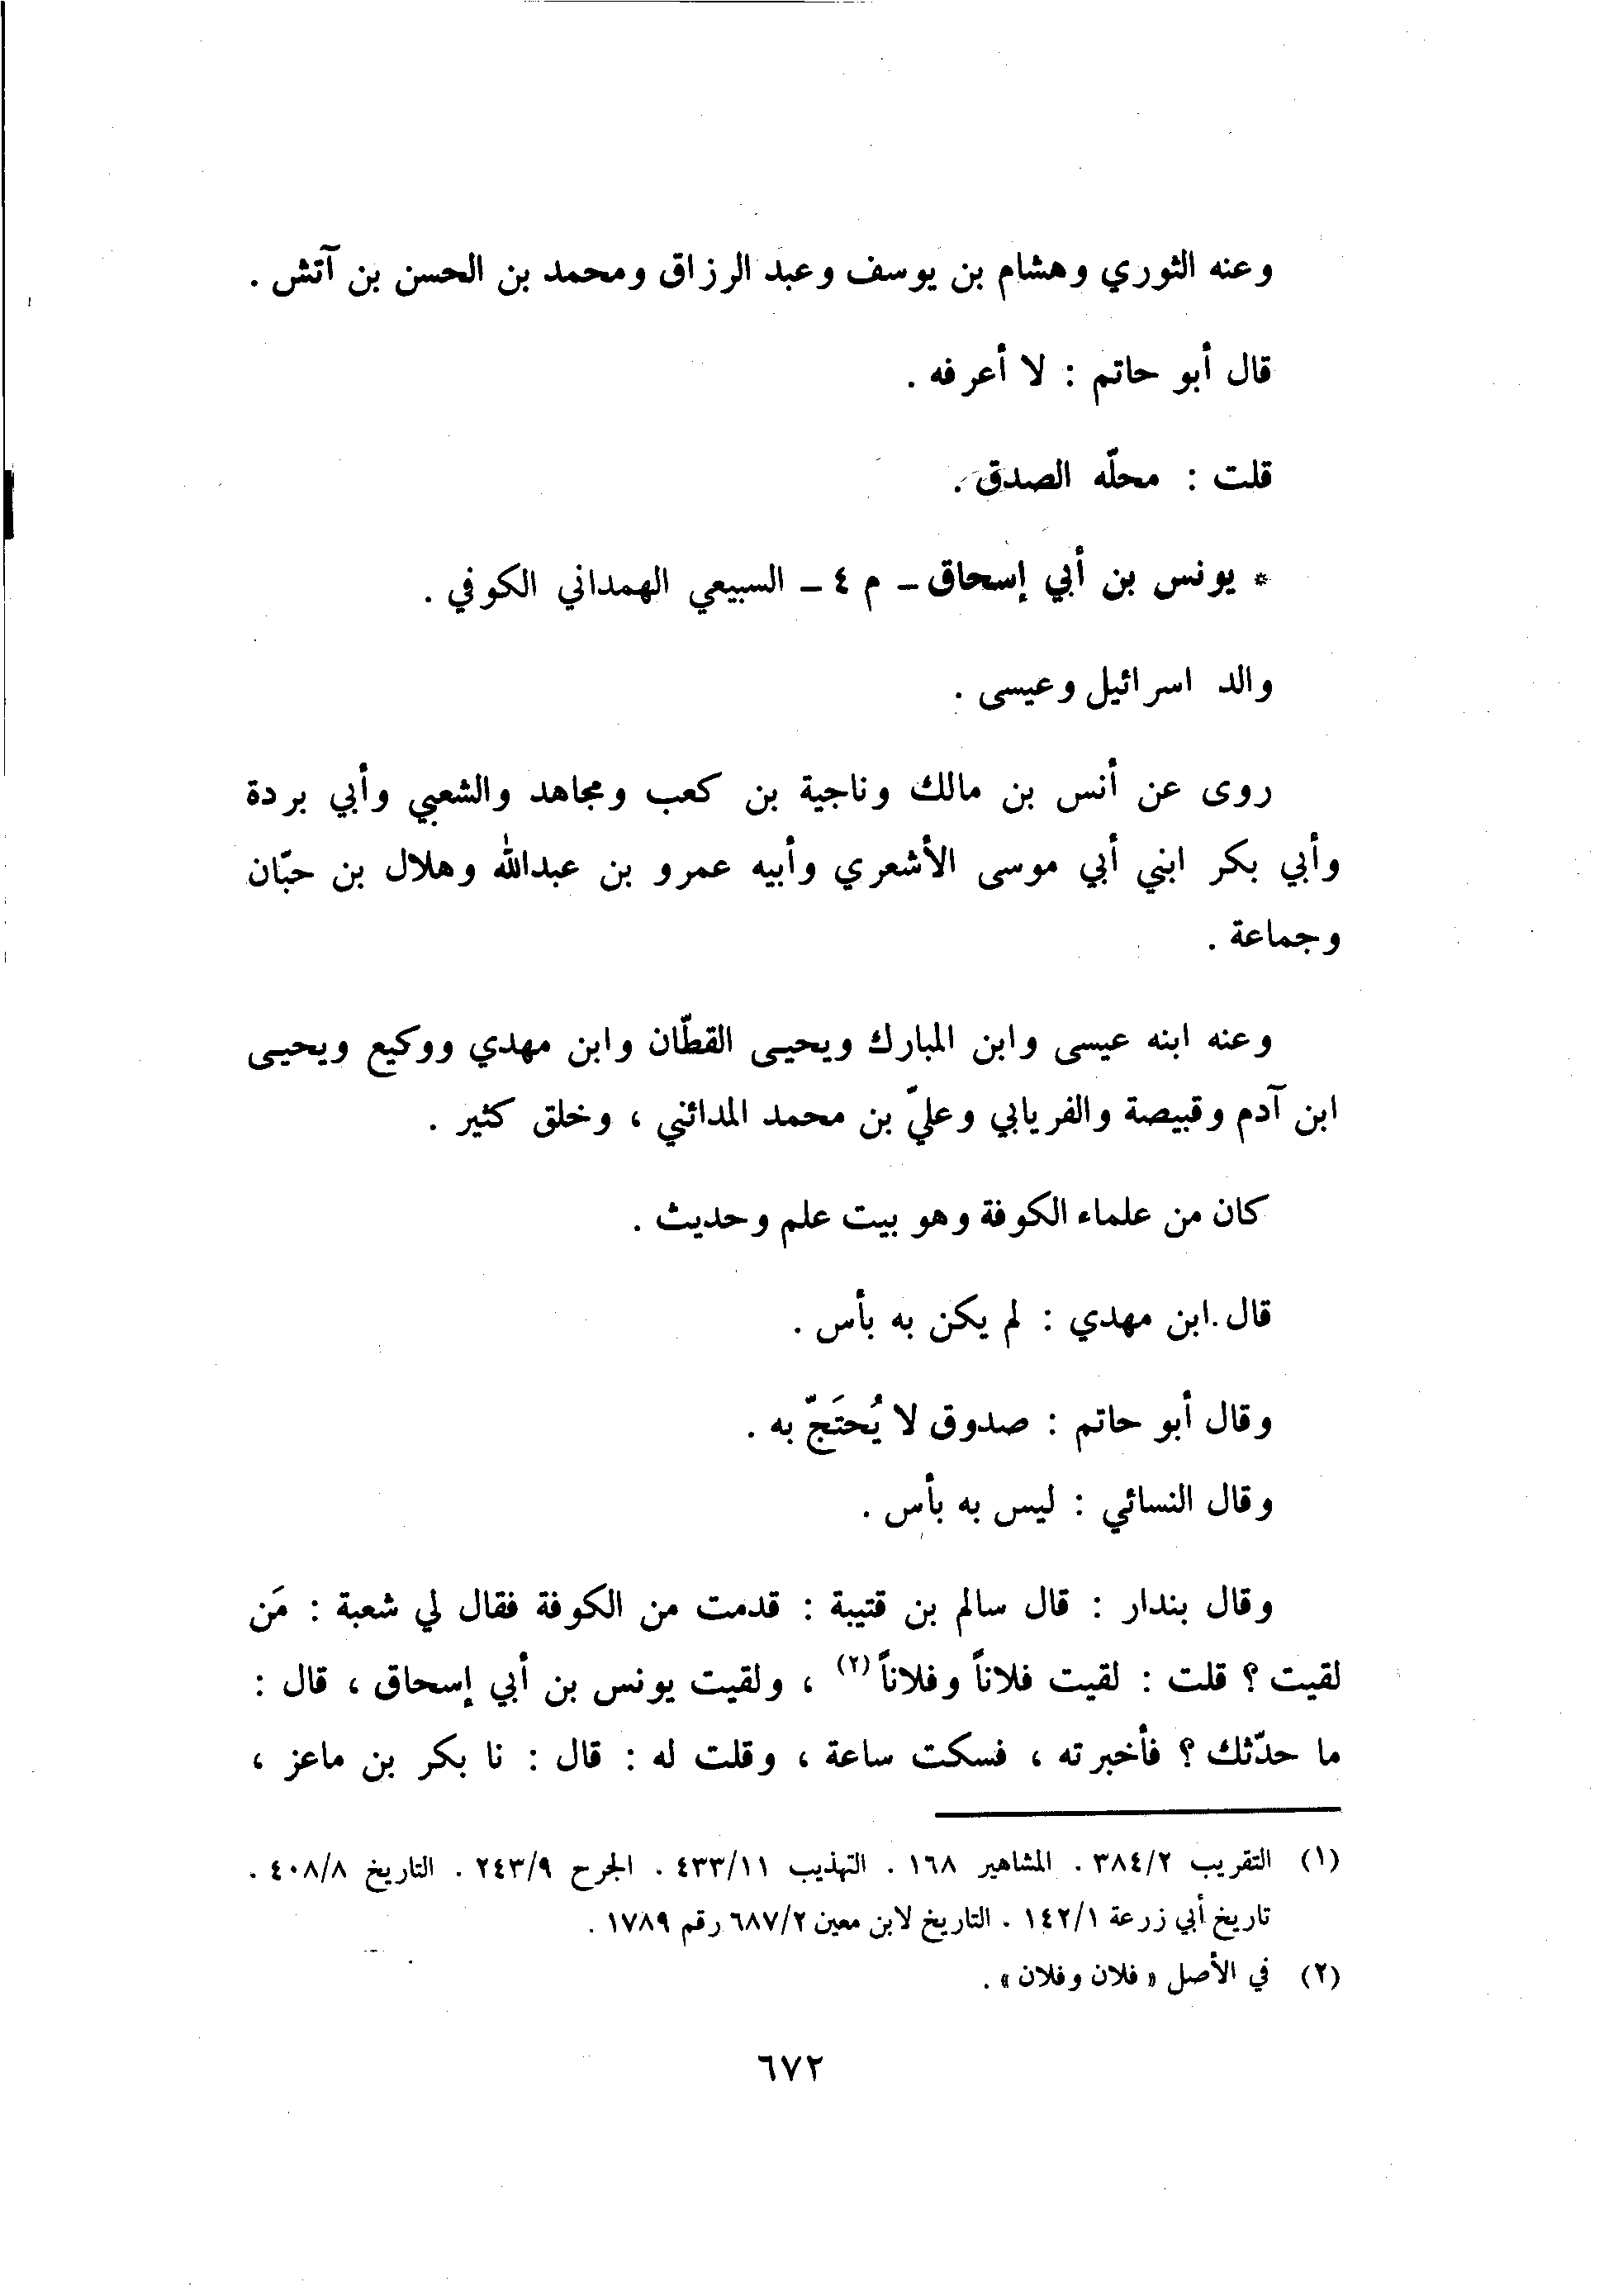 وعنه الثوري وهشام بن يوسف وعبد الرزاق ومحمد بن الحسن بن آتش .
قال أبو حاتم : لا أعرفه .
قلت : محلّه الصدق .
* يونس بن أبي إسحاق ـ م ٤ ـ السبيعي الهمداني الكوفي .
والد اسرائيل وعيسى .
روى عن أنس بن مالك وناجية بن كعب ومجاهد والشعبي وأبي بردة
وأبي بكر ابني أبي موسى الأشعري وأبيه عمرو بن عبدالله وهلال بن حبّان
وجماعة .
وعنه ابنه عيسى وابن المبارك ويحيى القطّان وابن مهدي ووكيع ويحيى
ابن آدم وقبيصة والفريابي وعليّ بن محمد المدائني ، وخلق كثير .
كان من علماء الكوفة وهو بيت علم وحديث .
قال ابن مهدي : لم يكن به بأس .
وقال أبو حاتم : صدوق لا يُحتَجّ به .
وقال النسائي : ليس به بأس .
وقال بندار : قال سالم بن قتيبة : قدمت من الكوفة فقال لي شعبة : مَن
لقيت ؟ قلت : لقيت فلاناً وفلاناً (٢) ، ولقيت يونس بن أبي إسحاق ، قال :
ما حدّثك ؟ فأخبرته ، فسكت ساعة ، وقلت له : قال : نا بكر بن ماعز ،
(١) التقريب ٣٨٤/٢ . المشاهير ١٦٨ . التهذيب ٤٣٣/١١ . الجرح ٢٤٣/٩ . التاريخ ٤٠٨/٨ .
تاريخ أبي زرعة ١٤٢/١ . التاريخ لابن معين ٦٨٧/٢ رقم ١٧٨٩ .
(٢) في الأصل « فلان وفلان » .
٦٧٢